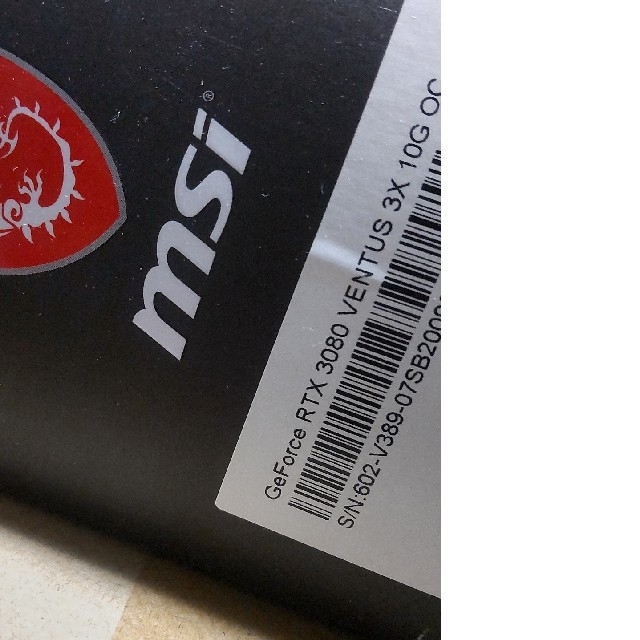 msi®
GeForce RTX 3080 VENTUS 3X 10G OC
S/N:602-V389-07SB200